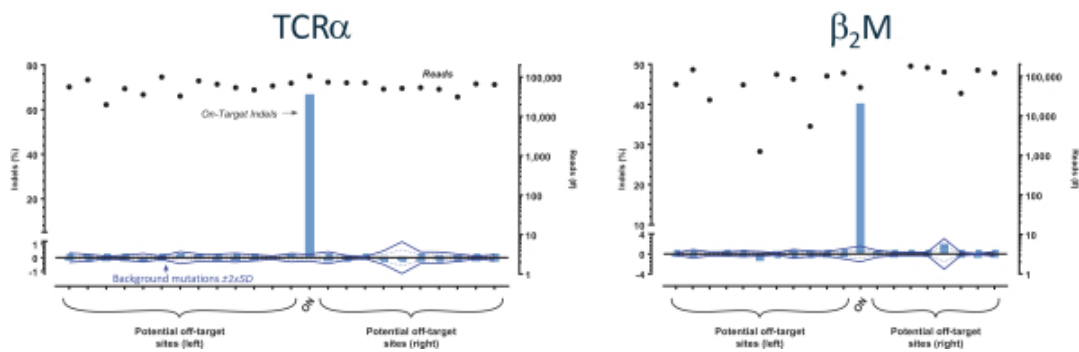 TCRα
β2M
80
60
40
20
1
0
-1
Indels (%)
Reads
On-Target Indels
Background mutations ±2xSD
100,000
10,000
1,000
100
10
1
Reads (#)
ON
Potential off-target
sites (left)
Potential off-target
sites (right)
50
40
30
20
10
4
0
-4
Indels (%)
100,000
10,000
1,000
100
10
1
Reads (#)
ON
Potential off-target
sites (left)
Potential off-target
sites (right)